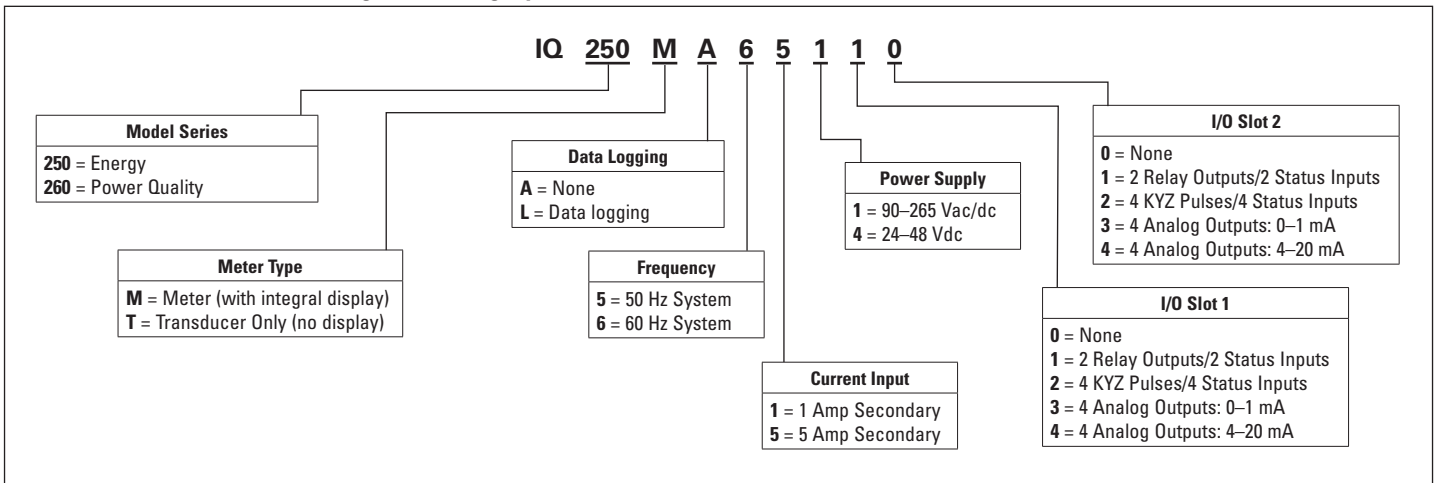 IQ 250 M A 6 5 1 1 0
Model Series
250 = Energy
260 = Power Quality
Meter Type
M = Meter (with integral display)
T = Transducer Only (no display)
Data Logging
A = None
L = Data logging
Frequency
5 = 50 Hz System
6 = 60 Hz System
Current Input
1 = 1 Amp Secondary
5 = 5 Amp Secondary
Power Supply
1 = 90–265 Vac/dc
4 = 24–48 Vdc
I/O Slot 2
0 = None
1 = 2 Relay Outputs/2 Status Inputs
2 = 4 KYZ Pulses/4 Status Inputs
3 = 4 Analog Outputs: 0–1 mA
4 = 4 Analog Outputs: 4–20 mA
I/O Slot 1
0 = None
1 = 2 Relay Outputs/2 Status Inputs
2 = 4 KYZ Pulses/4 Status Inputs
3 = 4 Analog Outputs: 0–1 mA
4 = 4 Analog Outputs: 4–20 mA